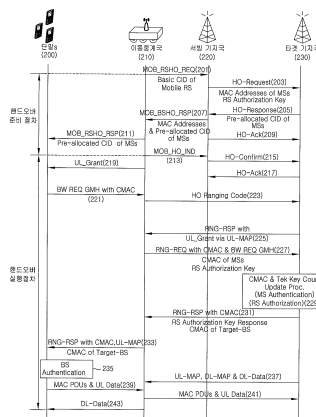 단말s
(200)
이동중계국
(210)
서빙 기지국
(220)
타겟 기지국
(230)
MOB_RSHO_REQ(201)
Basic CID of
Mobile RS
HO-Request(203)
MAC Addresses of MSs
RS Authorization Key
HO-Response(205)
Pre-allocated CID of
MSs
MOB_BSHO_RSP(207)
MAC Addresses
& Pre-allocated CID
of MSs
HO-Ack(209)
핸드오바
준비 절차
MOB_RSHO_RSP(211)
Pre-allocated CID of MSs
MOB_HO_IND
(213)
HO-Confirm(215)
HO-Ack(217)
UL_Grant(219)
BW REQ GMH with CMAC
(221)
HO Ranging Code(223)
RNG-RSP with
UL_Grant via UL-MAP(225)
RNG-REQ with CMAC & BW REQ GMH(227)
CMAC of MSs
RS Authorization Key
핸드오버
실행절차
CMAC & Tek Key Cou
Update Proc.
(MS Authentication)
(RS Authorization)(229
RNG-RSP with CMAC(231)
RS Authorization Key Response
CMAC of Target-BS
RNG-RSP with CMAC,UL-MAP(233)
CMAC of Target-BS
BS
Authentication
235
UL-MAP, DL-MAP & DL-Data(237)
MAC PDUs & UL Data(239)
MAC PDUs & UL Data(241)
DL-Data(243)